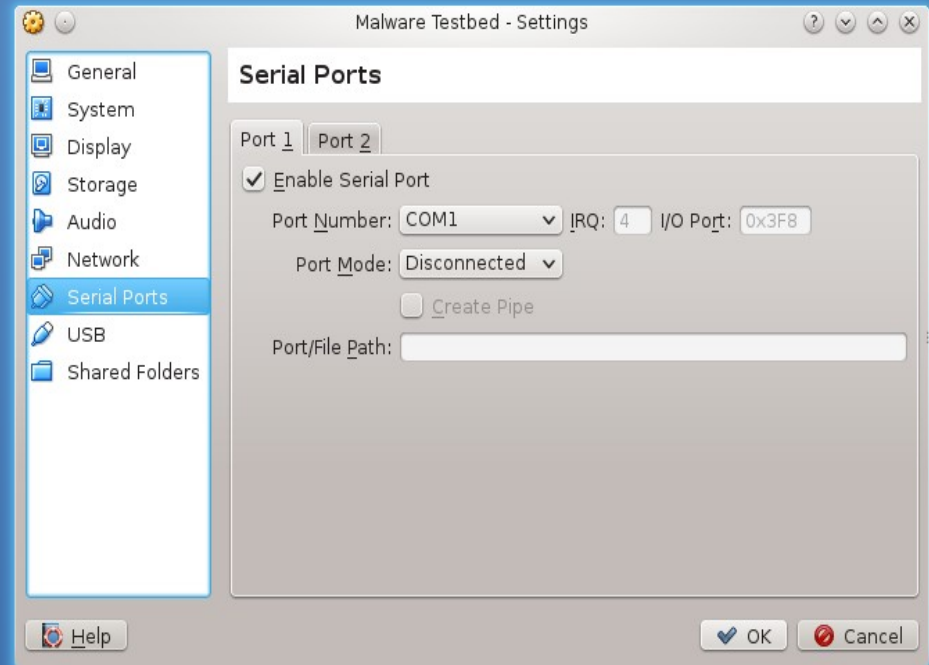 Malware Testbed - Settings
General
System
Display
Storage
Audio
Network
Serial Ports
USB
Shared Folders
Serial Ports
Port 1 Port 2
Enable Serial Port
Port Number: COM1 IRQ: 4 I/O Port: 0x3F8
Port Mode: Disconnected
Create Pipe
Port/File Path:
Help OK Cancel